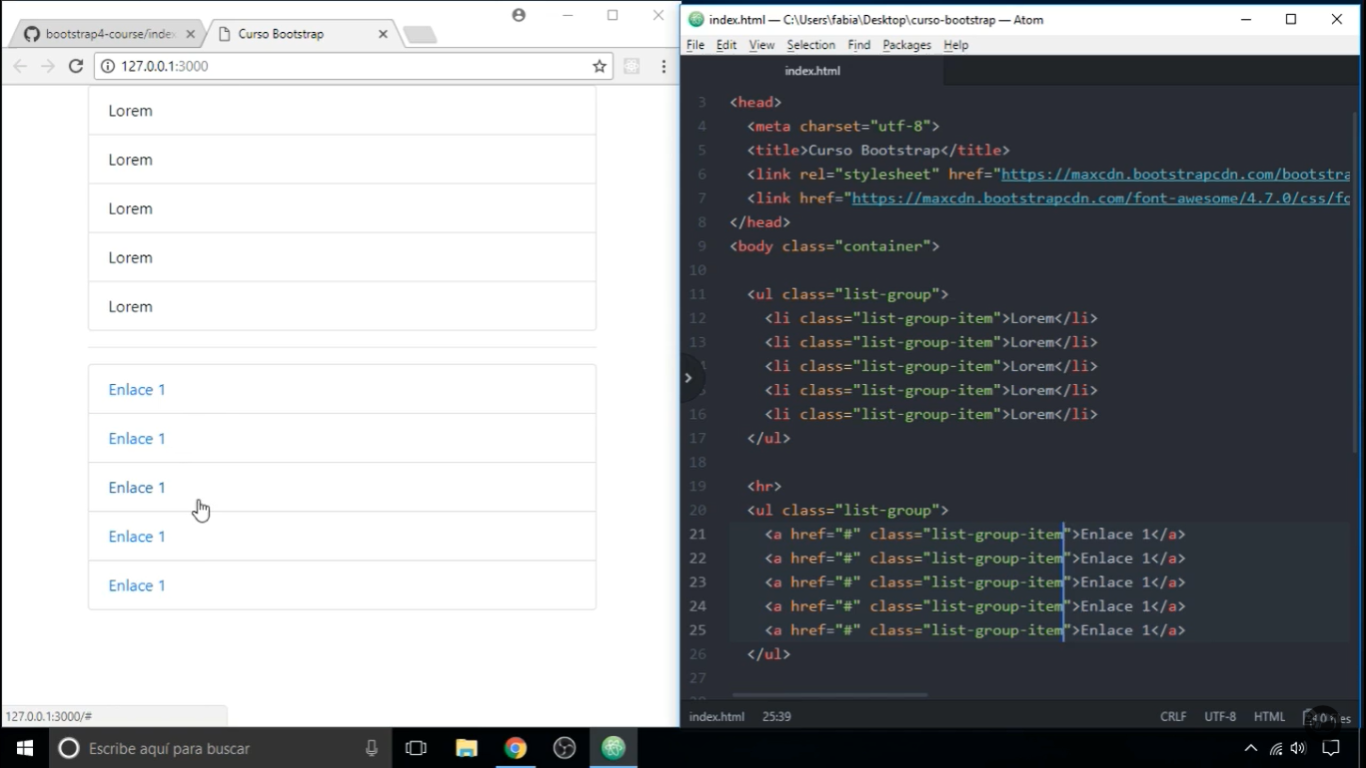 bootstrap4-course/index
Curso Bootstrap
127.0.0.1:3000
Lorem
Lorem
Lorem
Lorem
Lorem
Enlace 1
Enlace 1
Enlace 1
Enlace 1
Enlace 1
127.0.0.1:3000/#
index.html — C:\Users\fabia\Desktop\curso-bootstrap — Atom
File Edit View Selection Find Packages Help
index.html
3 <head>
4 <meta charset="utf-8">
5 <title>Curso Bootstrap</title>
6 <link rel="stylesheet" href="https://maxcdn.bootstrapcdn.com/bootstra
7 <link href="https://maxcdn.bootstrapcdn.com/font-awesome/4.7.0/css/fo
8 </head>
9 <body class="container">
10
11 <ul class="list-group">
12 <li class="list-group-item">Lorem</li>
13 <li class="list-group-item">Lorem</li>
<li class="list-group-item">Lorem</li>
<li class="list-group-item">Lorem</li>
16 <li class="list-group-item">Lorem</li>
17 </ul>
18
19 <hr>
20 <ul class="list-group">
21 <a href="#" class="list-group-item">Enlace 1</a>
22 <a href="#" class="list-group-item">Enlace 1</a>
23 <a href="#" class="list-group-item">Enlace 1</a>
24 <a href="#" class="list-group-item">Enlace 1</a>
25 <a href="#" class="list-group-item">Enlace 1</a>
26 </ul>
27
index.html 25:39 CRLF UTF-8 HTML
Escribe aquí para buscar